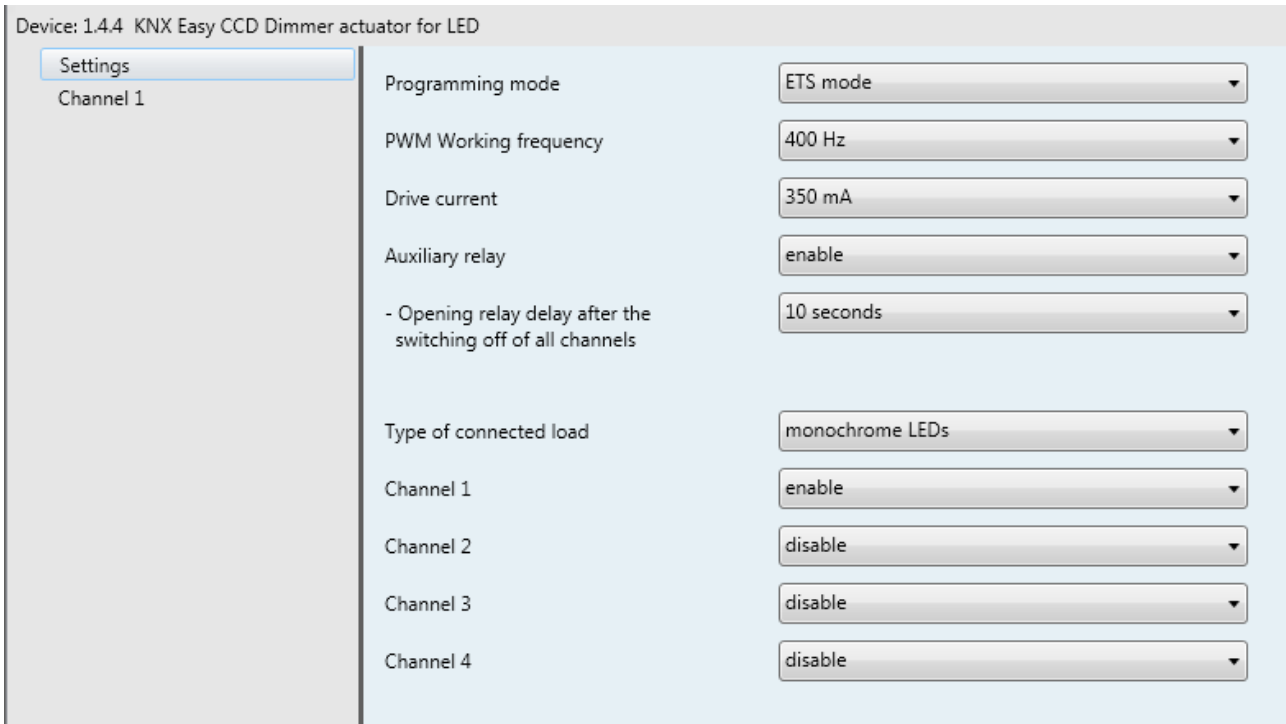 Device: 1.4.4  KNX Easy CCD Dimmer actuator for LED
Settings
Channel 1
Programming mode
ETS mode
PWM Working frequency
400 Hz
Drive current
350 mA
Auxiliary relay
enable
- Opening relay delay after the
switching off of all channels
10 seconds
Type of connected load
monochrome LEDs
Channel 1
enable
Channel 2
disable
Channel 3
disable
Channel 4
disable